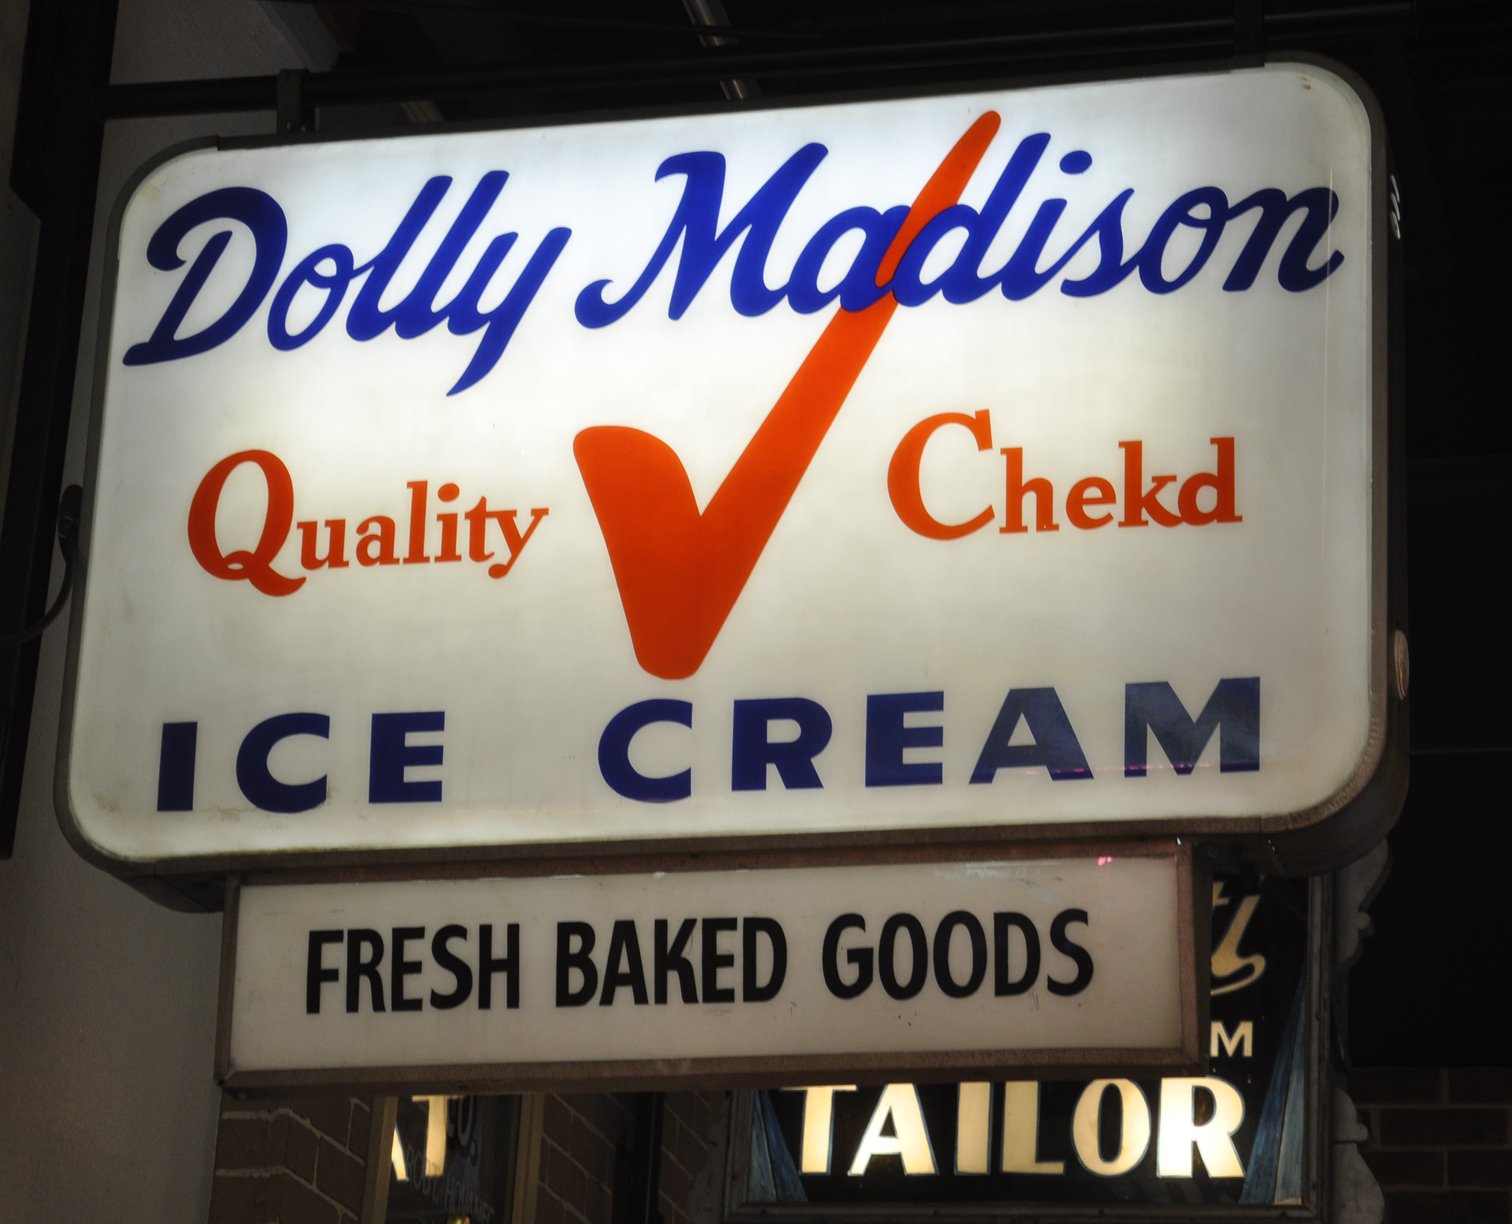 Dolly Madison
Quality Chekd
ICE CREAM
FRESH BAKED GOODS
TAILOR